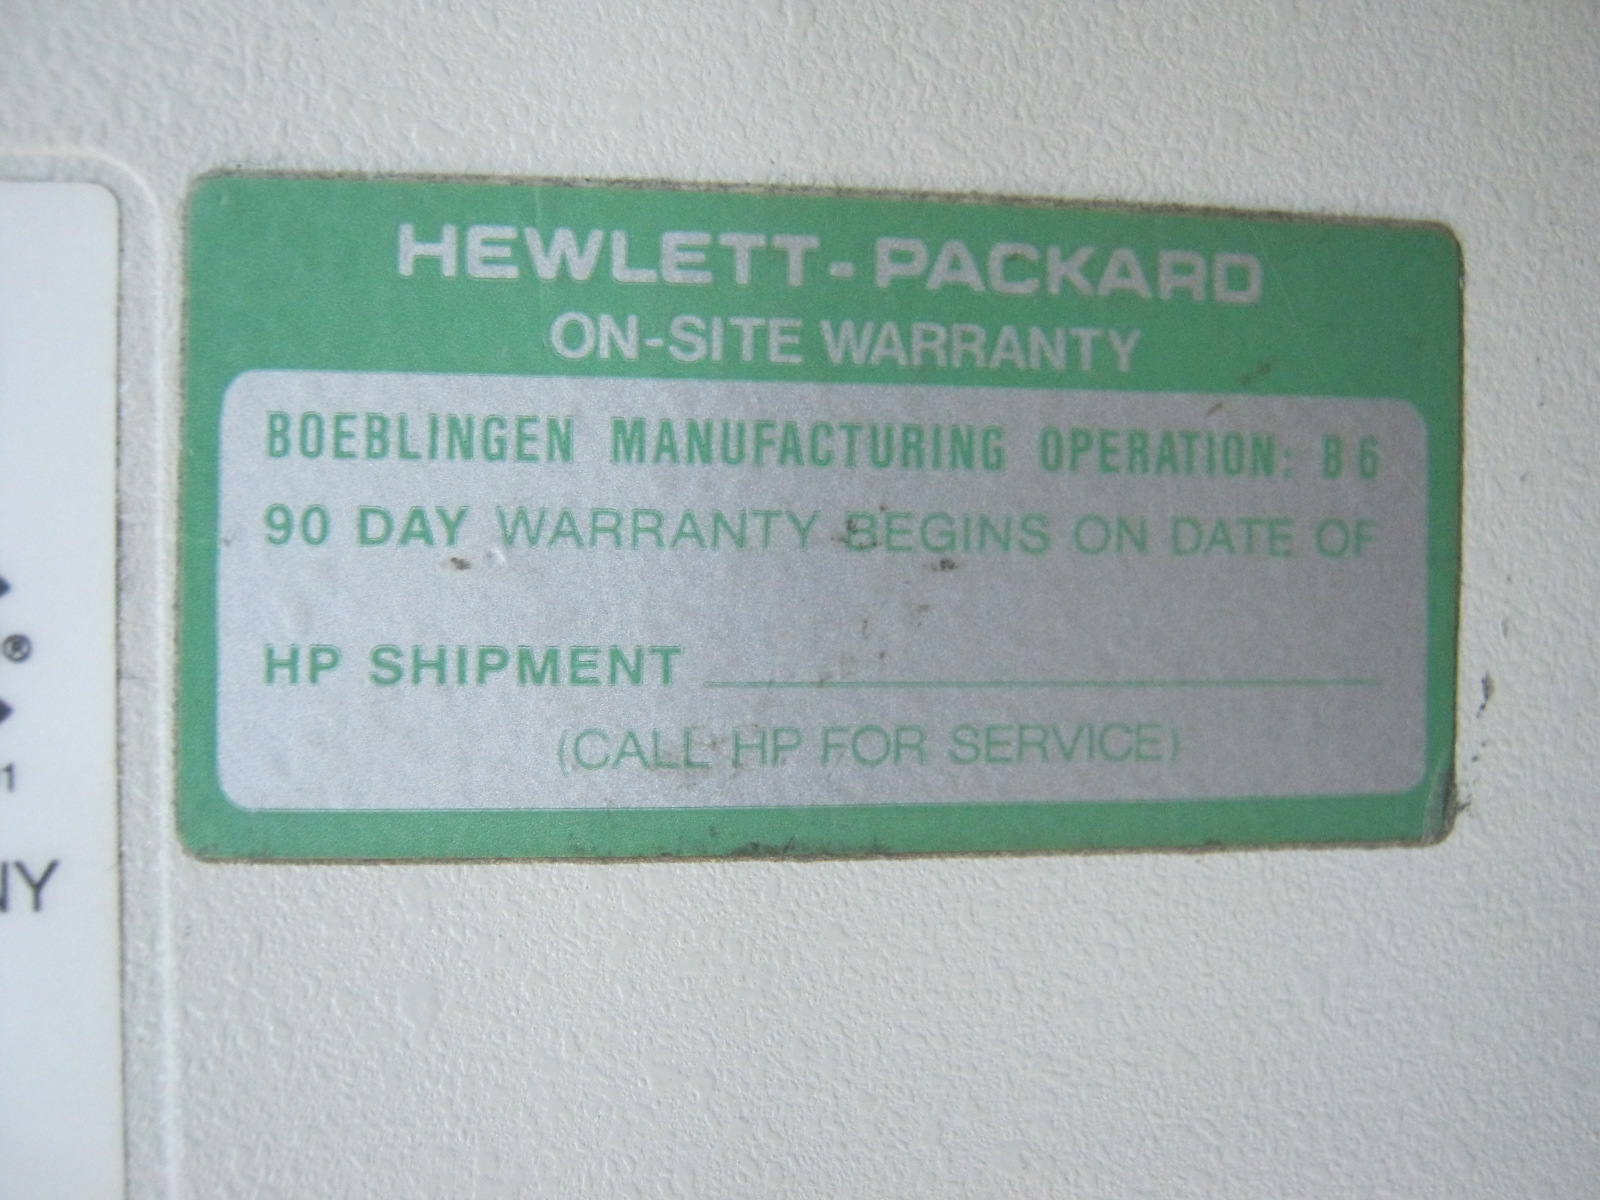 HEWLETT-PACKARD
ON-SITE WARRANTY
BOEBLINGEN MANUFACTURING OPERATION: B6
90 DAY WARRANTY BEGINS ON DATE OF
HP SHIPMENT
(CALL HP FOR SERVICE)
®
1
NY